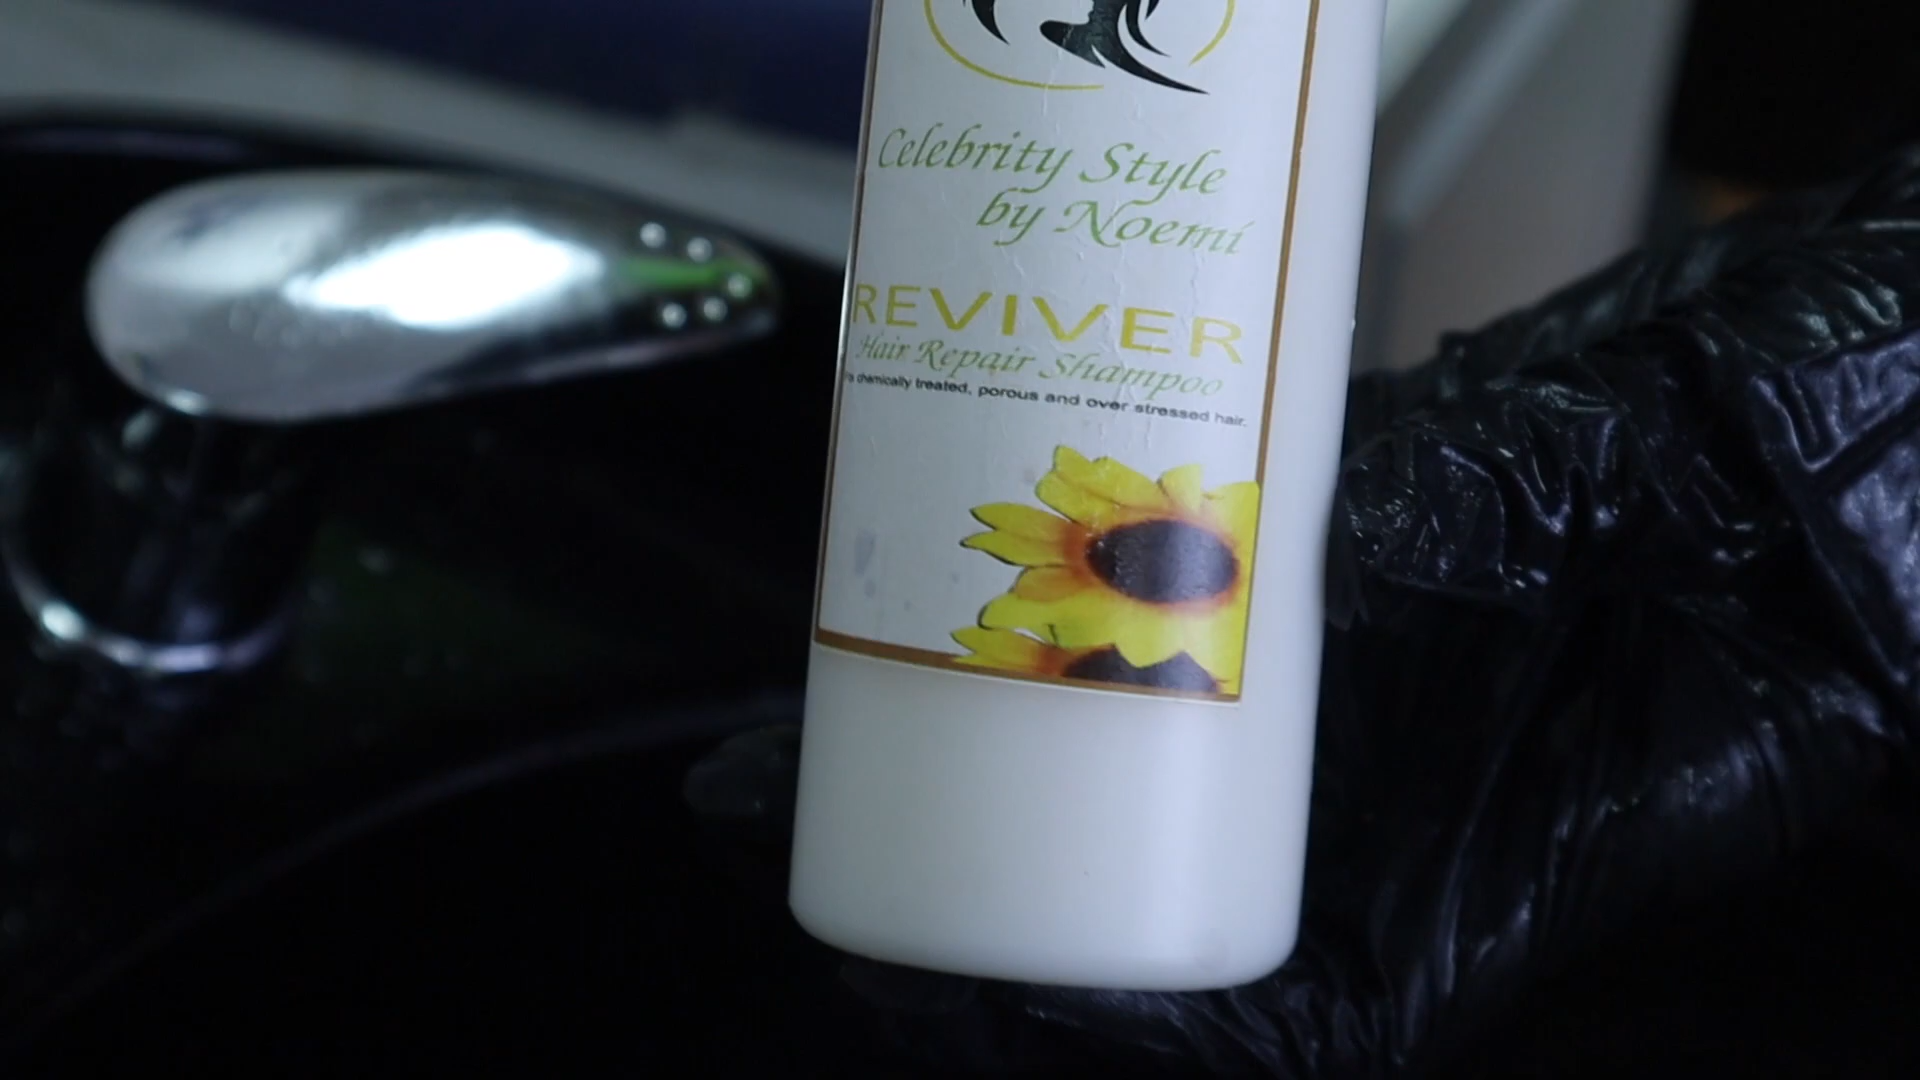 Celebrity Style
by Noemí
REVIVER
Hair Repair Shampoo
chemically treated, porous and over stressed hair.